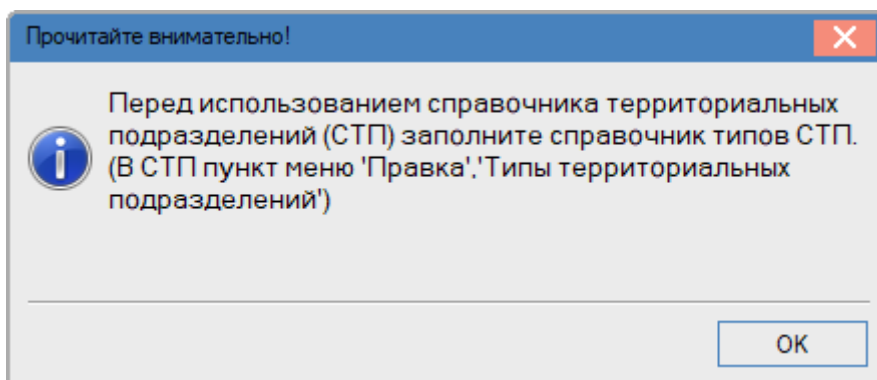 Прочитайте внимательно!
Перед использованием справочника территориальных
подразделений (СТП) заполните справочник типов СТП.
(В СТП пункт меню 'Правка','Типы территориальных
подразделений')
ОК